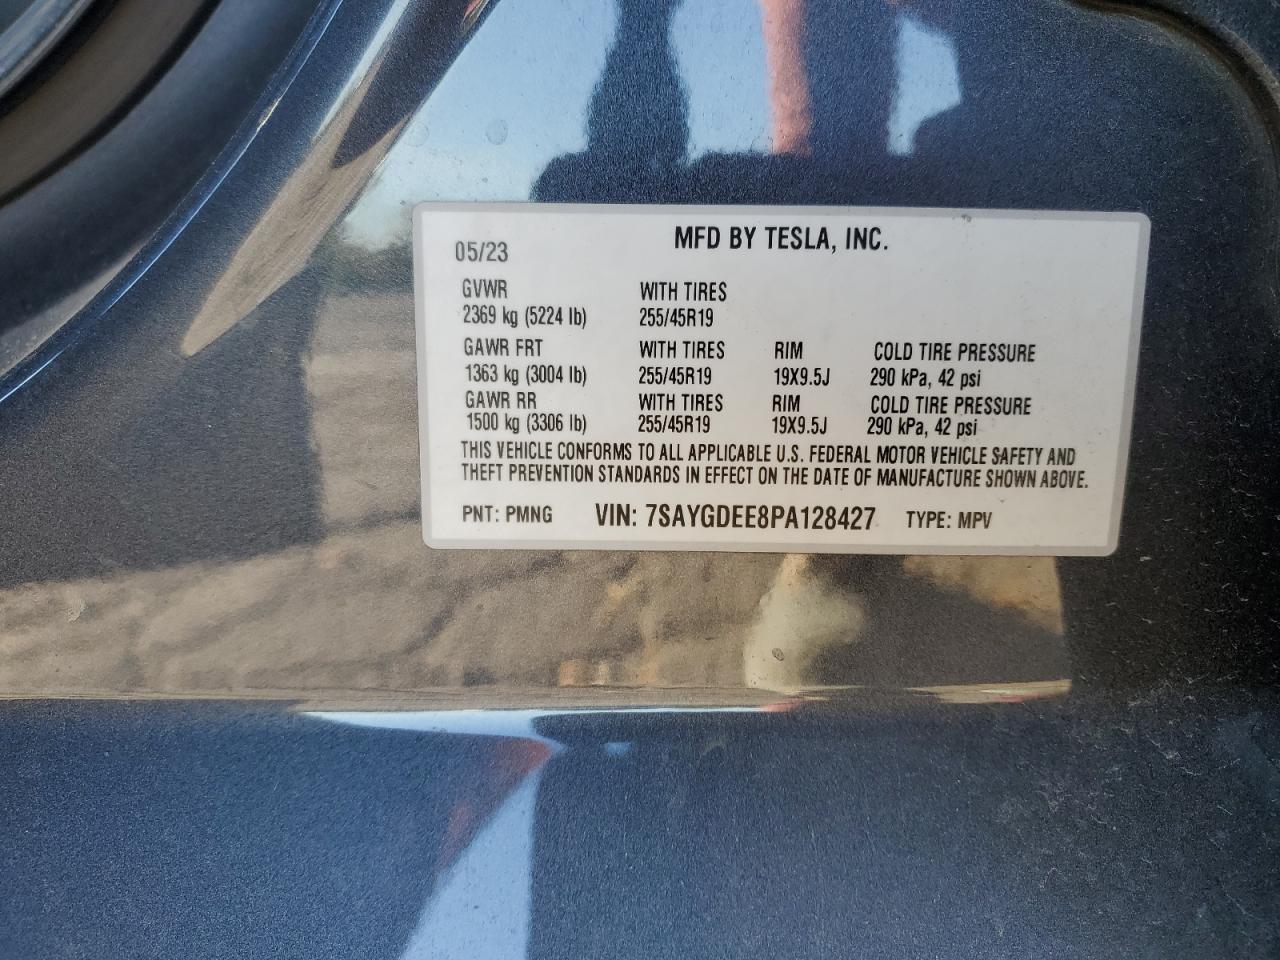 05/23 MFD BY TESLA, INC.
GVWR WITH TIRES
2369 kg (5224 lb) 255/45R19
GAWR FRT WITH TIRES RIM COLD TIRE PRESSURE
1363 kg (3004 lb) 255/45R19 19X9.5J 290 kPa, 42 psi
GAWR RR WITH TIRES RIM COLD TIRE PRESSURE
1500 kg (3306 lb) 255/45R19 19X9.5J 290 kPa, 42 psi
THIS VEHICLE CONFORMS TO ALL APPLICABLE U.S. FEDERAL MOTOR VEHICLE SAFETY AND
THEFT PREVENTION STANDARDS IN EFFECT ON THE DATE OF MANUFACTURE SHOWN ABOVE.
PNT: PMNG VIN: 7SAYGDEE8PA128427 TYPE: MPV